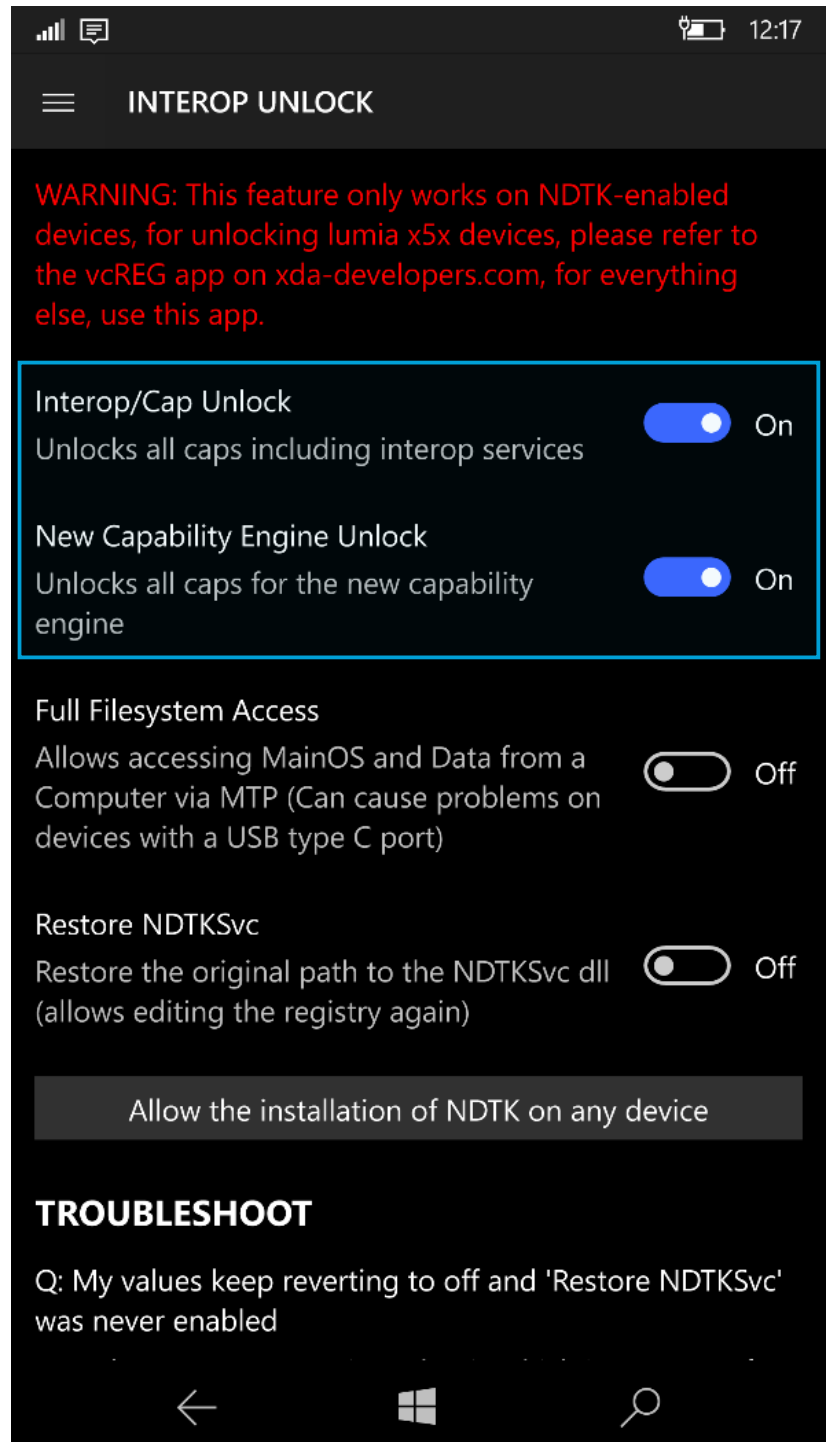 12:17
INTEROP UNLOCK
WARNING: This feature only works on NDTK-enabled
devices, for unlocking lumia x5x devices, please refer to
the vcREG app on xda-developers.com, for everything
else, use this app.
Interop/Cap Unlock
Unlocks all caps including interop services
On
New Capability Engine Unlock
Unlocks all caps for the new capability
engine
On
Full Filesystem Access
Allows accessing MainOS and Data from a
Computer via MTP (Can cause problems on
devices with a USB type C port)
Off
Restore NDTKSvc
Restore the original path to the NDTKSvc dll
(allows editing the registry again)
Off
Allow the installation of NDTK on any device
TROUBLESHOOT
Q: My values keep reverting to off and 'Restore NDTKSvc'
was never enabled